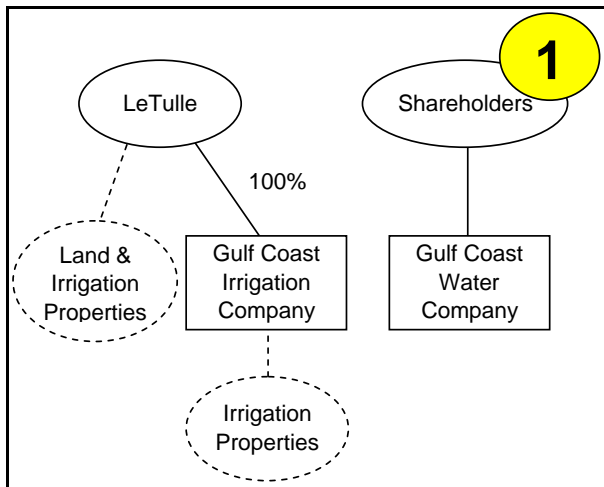 1
LeTulle
Shareholders
100%
Land &
Irrigation
Properties
Gulf Coast
Irrigation
Company
Gulf Coast
Water
Company
Irrigation
Properties